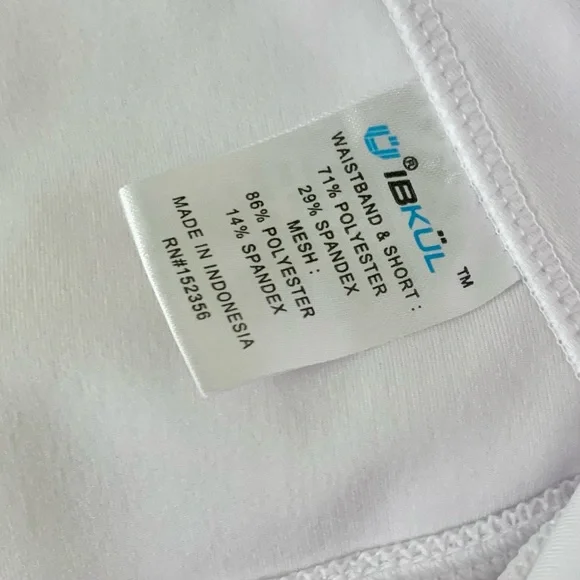 ® IBKÜL ™
WAISTBAND & SHORT :
71% POLYESTER
29% SPANDEX
MESH :
86% POLYESTER
14% SPANDEX
MADE IN INDONESIA
RN#152356